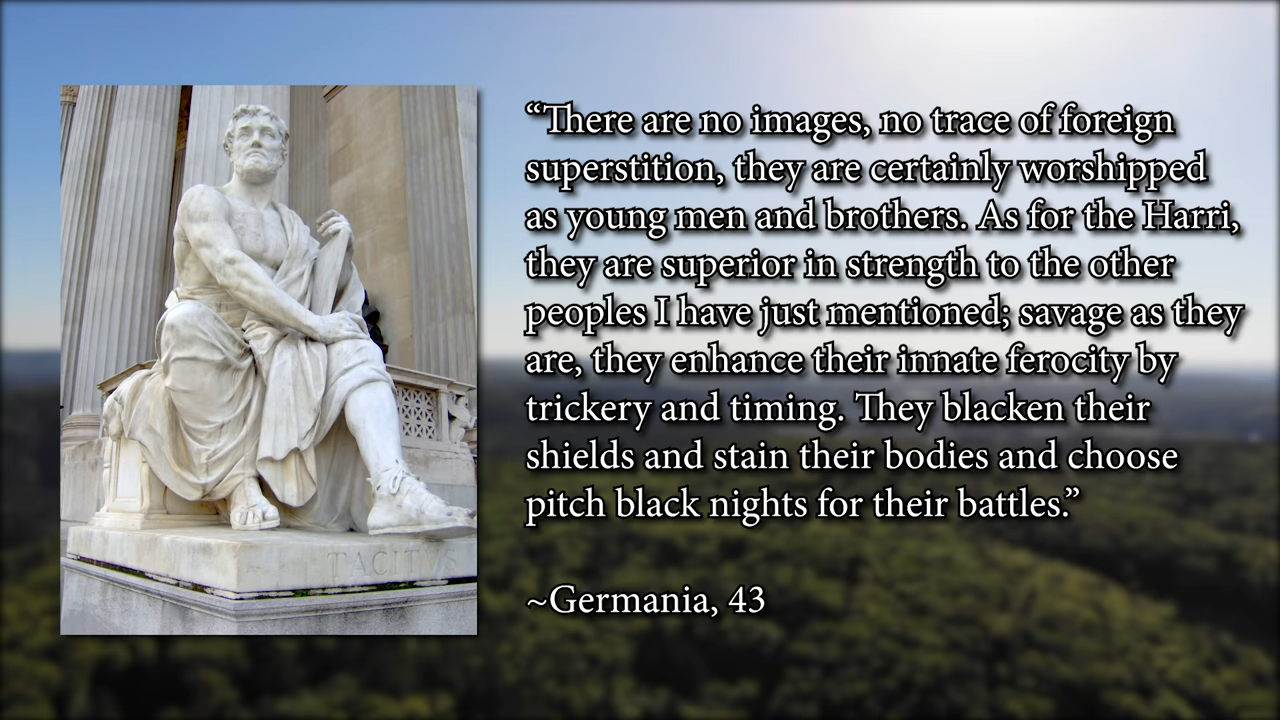 “There are no images, no trace of foreign
superstition, they are certainly worshipped
as young men and brothers. As for the Harri,
they are superior in strength to the other
peoples I have just mentioned; savage as they
are, they enhance their innate ferocity by
trickery and timing. They blacken their
shields and stain their bodies and choose
pitch black nights for their battles.”
~Germania, 43
TACITVS